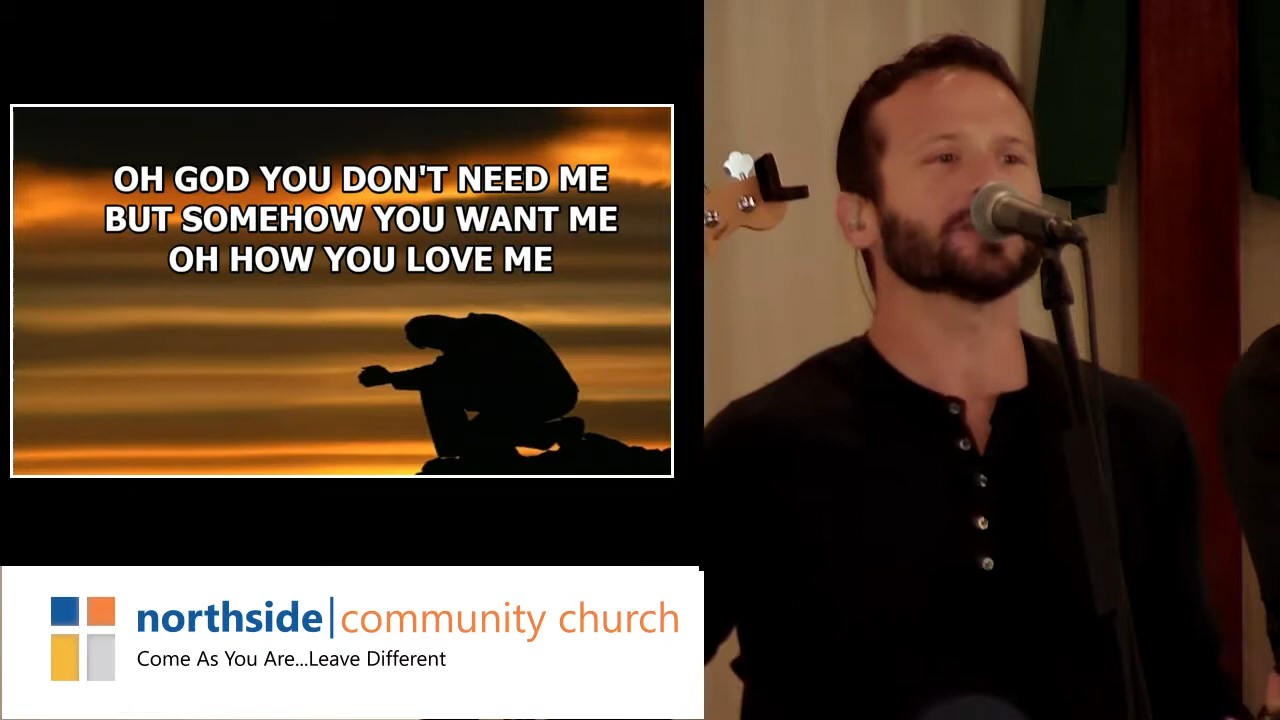 OH GOD YOU DON'T NEED ME
BUT SOMEHOW YOU WANT ME
OH HOW YOU LOVE ME
northside|community church
Come As You Are...Leave Different